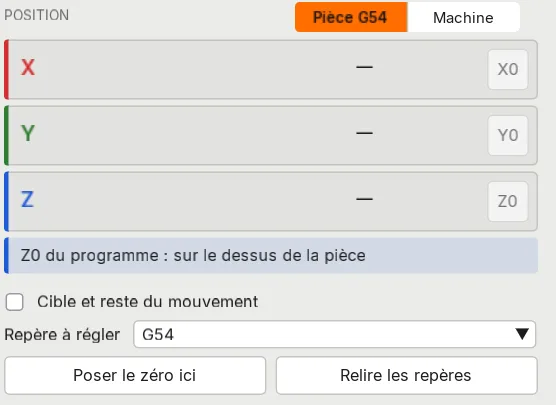 POSITION
Pièce G54 Machine
X — X0
Y — Y0
Z — Z0
Z0 du programme : sur le dessus de la pièce
Cible et reste du mouvement
Repère à régler G54
Poser le zéro ici Relire les repères